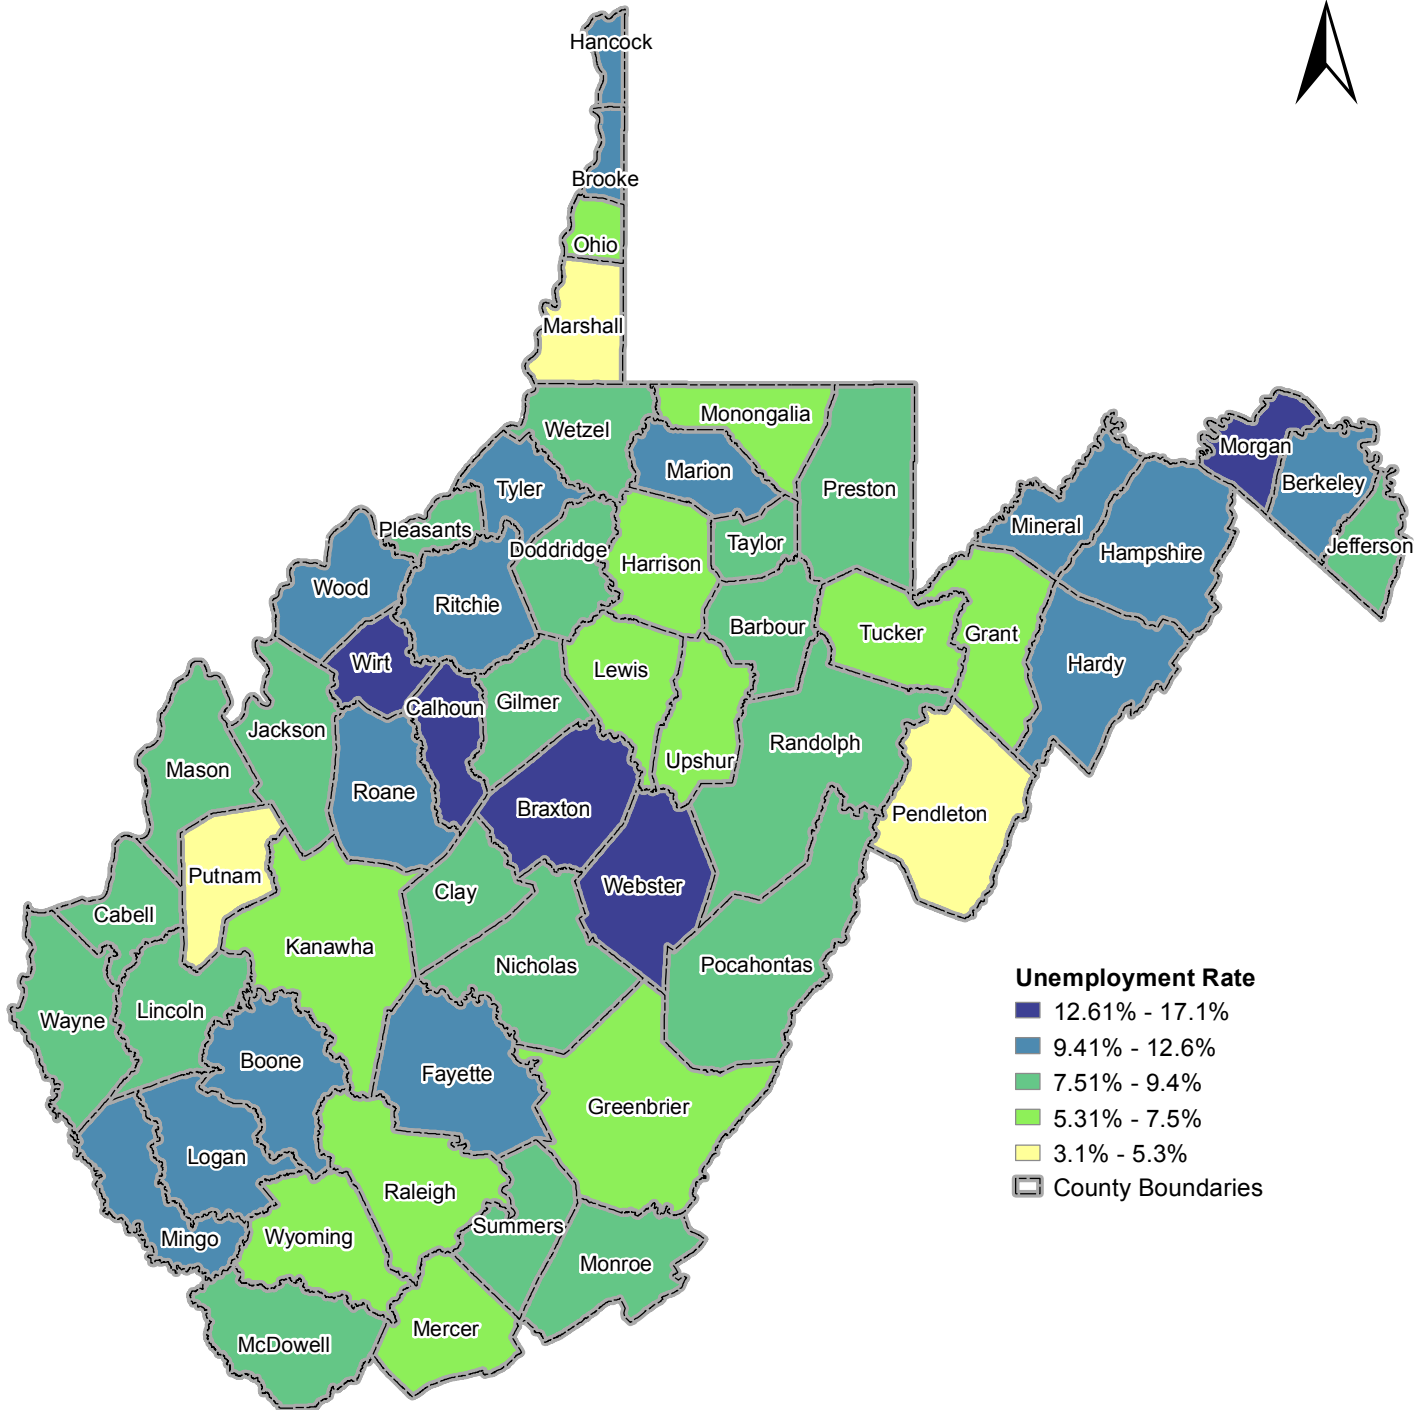 Hancock
Brooke
Ohio
Marshall
Wetzel
Monongalia
Marion
Preston
Tyler
Pleasants
Doddridge
Harrison
Taylor
Morgan
Berkeley
Jefferson
Mineral
Hampshire
Wood
Ritchie
Barbour
Tucker
Grant
Hardy
Wirt
Lewis
Calhoun
Gilmer
Jackson
Upshur
Randolph
Mason
Roane
Braxton
Pendleton
Putnam
Clay
Webster
Cabell
Kanawha
Nicholas
Pocahontas
Wayne
Lincoln
Boone
Fayette
Greenbrier
Logan
Raleigh
Summers
Mingo
Wyoming
Monroe
Mercer
McDowell
Unemployment Rate
12.61% - 17.1%
9.41% - 12.6%
7.51% - 9.4%
5.31% - 7.5%
3.1% - 5.3%
County Boundaries